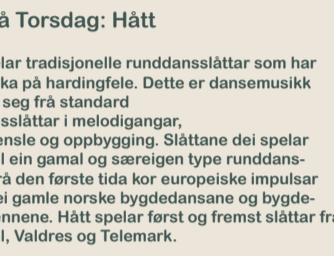 å Torsdag: Hått
lar tradisjonelle runddansslåttar som har
ka på hardingfele. Dette er dansemusikk
seg frå standard
sslåttar i melodigangar,
ensle og oppbygging. Slåttane dei spelar
l ein gamal og særeigen type runddans-
rå den første tida kor europeiske impulsar
ei gamle norske bygdedansane og bygde-
ennene. Hått spelar først og fremst slåttar fra
l, Valdres og Telemark.